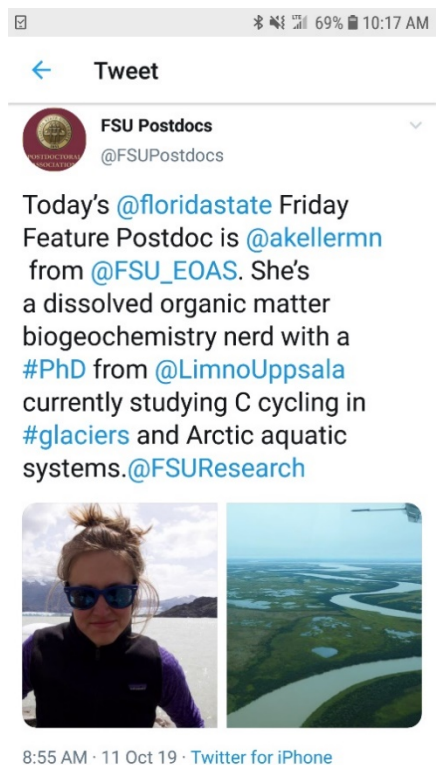 69% 10:17 AM
Tweet
POSTDOCTORAL
ASSOCIATION
FSU Postdocs
@FSUPostdocs
Today's @floridastate Friday
Feature Postdoc is @akellermn
from @FSU_EOAS. She's
a dissolved organic matter
biogeochemistry nerd with a
#PhD from @LimnoUppsala
currently studying C cycling in
#glaciers and Arctic aquatic
systems.@FSUResearch
8:55 AM · 11 Oct 19 · Twitter for iPhone